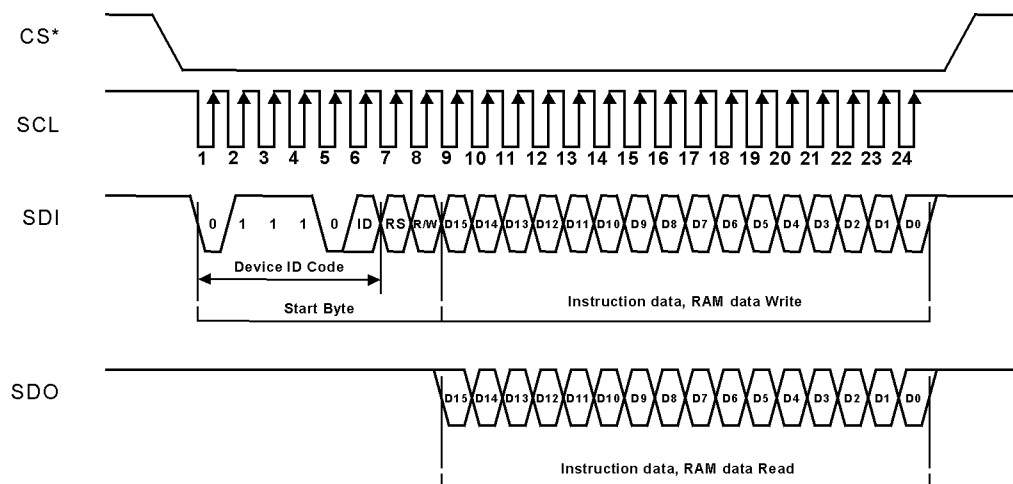 CS*
SCL
1 2 3 4 5 6 7 8 9 10 11 12 13 14 15 16 17 18 19 20 21 22 23 24
SDI
0 1 1 1 0 ID RS R/W D15 D14 D13 D12 D11 D10 D9 D8 D7 D6 D5 D4 D3 D2 D1 D0
Device ID Code
Start Byte
Instruction data, RAM data Write
SDO
D15 D14 D13 D12 D11 D10 D9 D8 D7 D6 D5 D4 D3 D2 D1 D0
Instruction data, RAM data Read